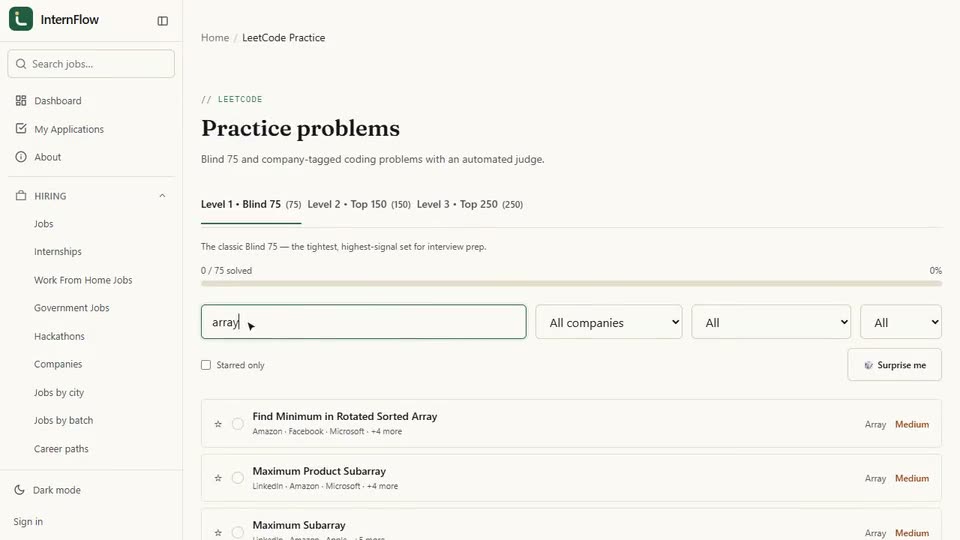 InternFlow
Search jobs...
Dashboard
My Applications
About
HIRING
Jobs
Internships
Work From Home Jobs
Government Jobs
Hackathons
Companies
Jobs by city
Jobs by batch
Career paths
Dark mode
Sign in
Home / LeetCode Practice
// LEETCODE
Practice problems
Blind 75 and company-tagged coding problems with an automated judge.
Level 1 • Blind 75 (75) Level 2 • Top 150 (150) Level 3 • Top 250 (250)
The classic Blind 75 — the tightest, highest-signal set for interview prep.
0 / 75 solved 0%
array All companies All All
Starred only Surprise me
Find Minimum in Rotated Sorted Array
Amazon · Facebook · Microsoft · +4 more
Array Medium
Maximum Product Subarray
LinkedIn · Amazon · Microsoft · +4 more
Array Medium
Maximum Subarray
LinkedIn · Amazon · Apple · +5 more
Array Medium